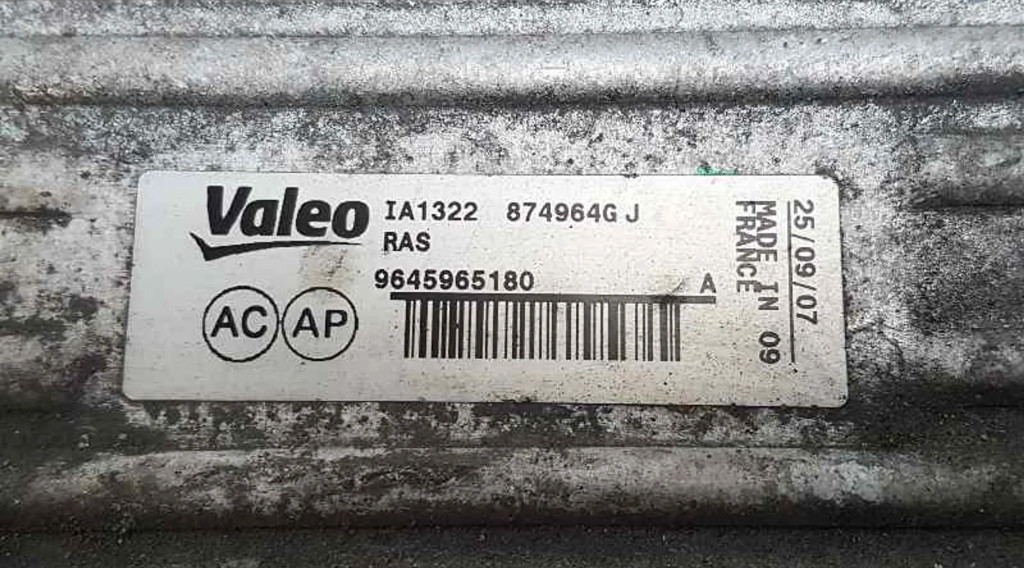 Valeo IA1322 874964G J
RAS
9645965180 A
AC AP
25/09/07
MADE IN 09
FRANCE